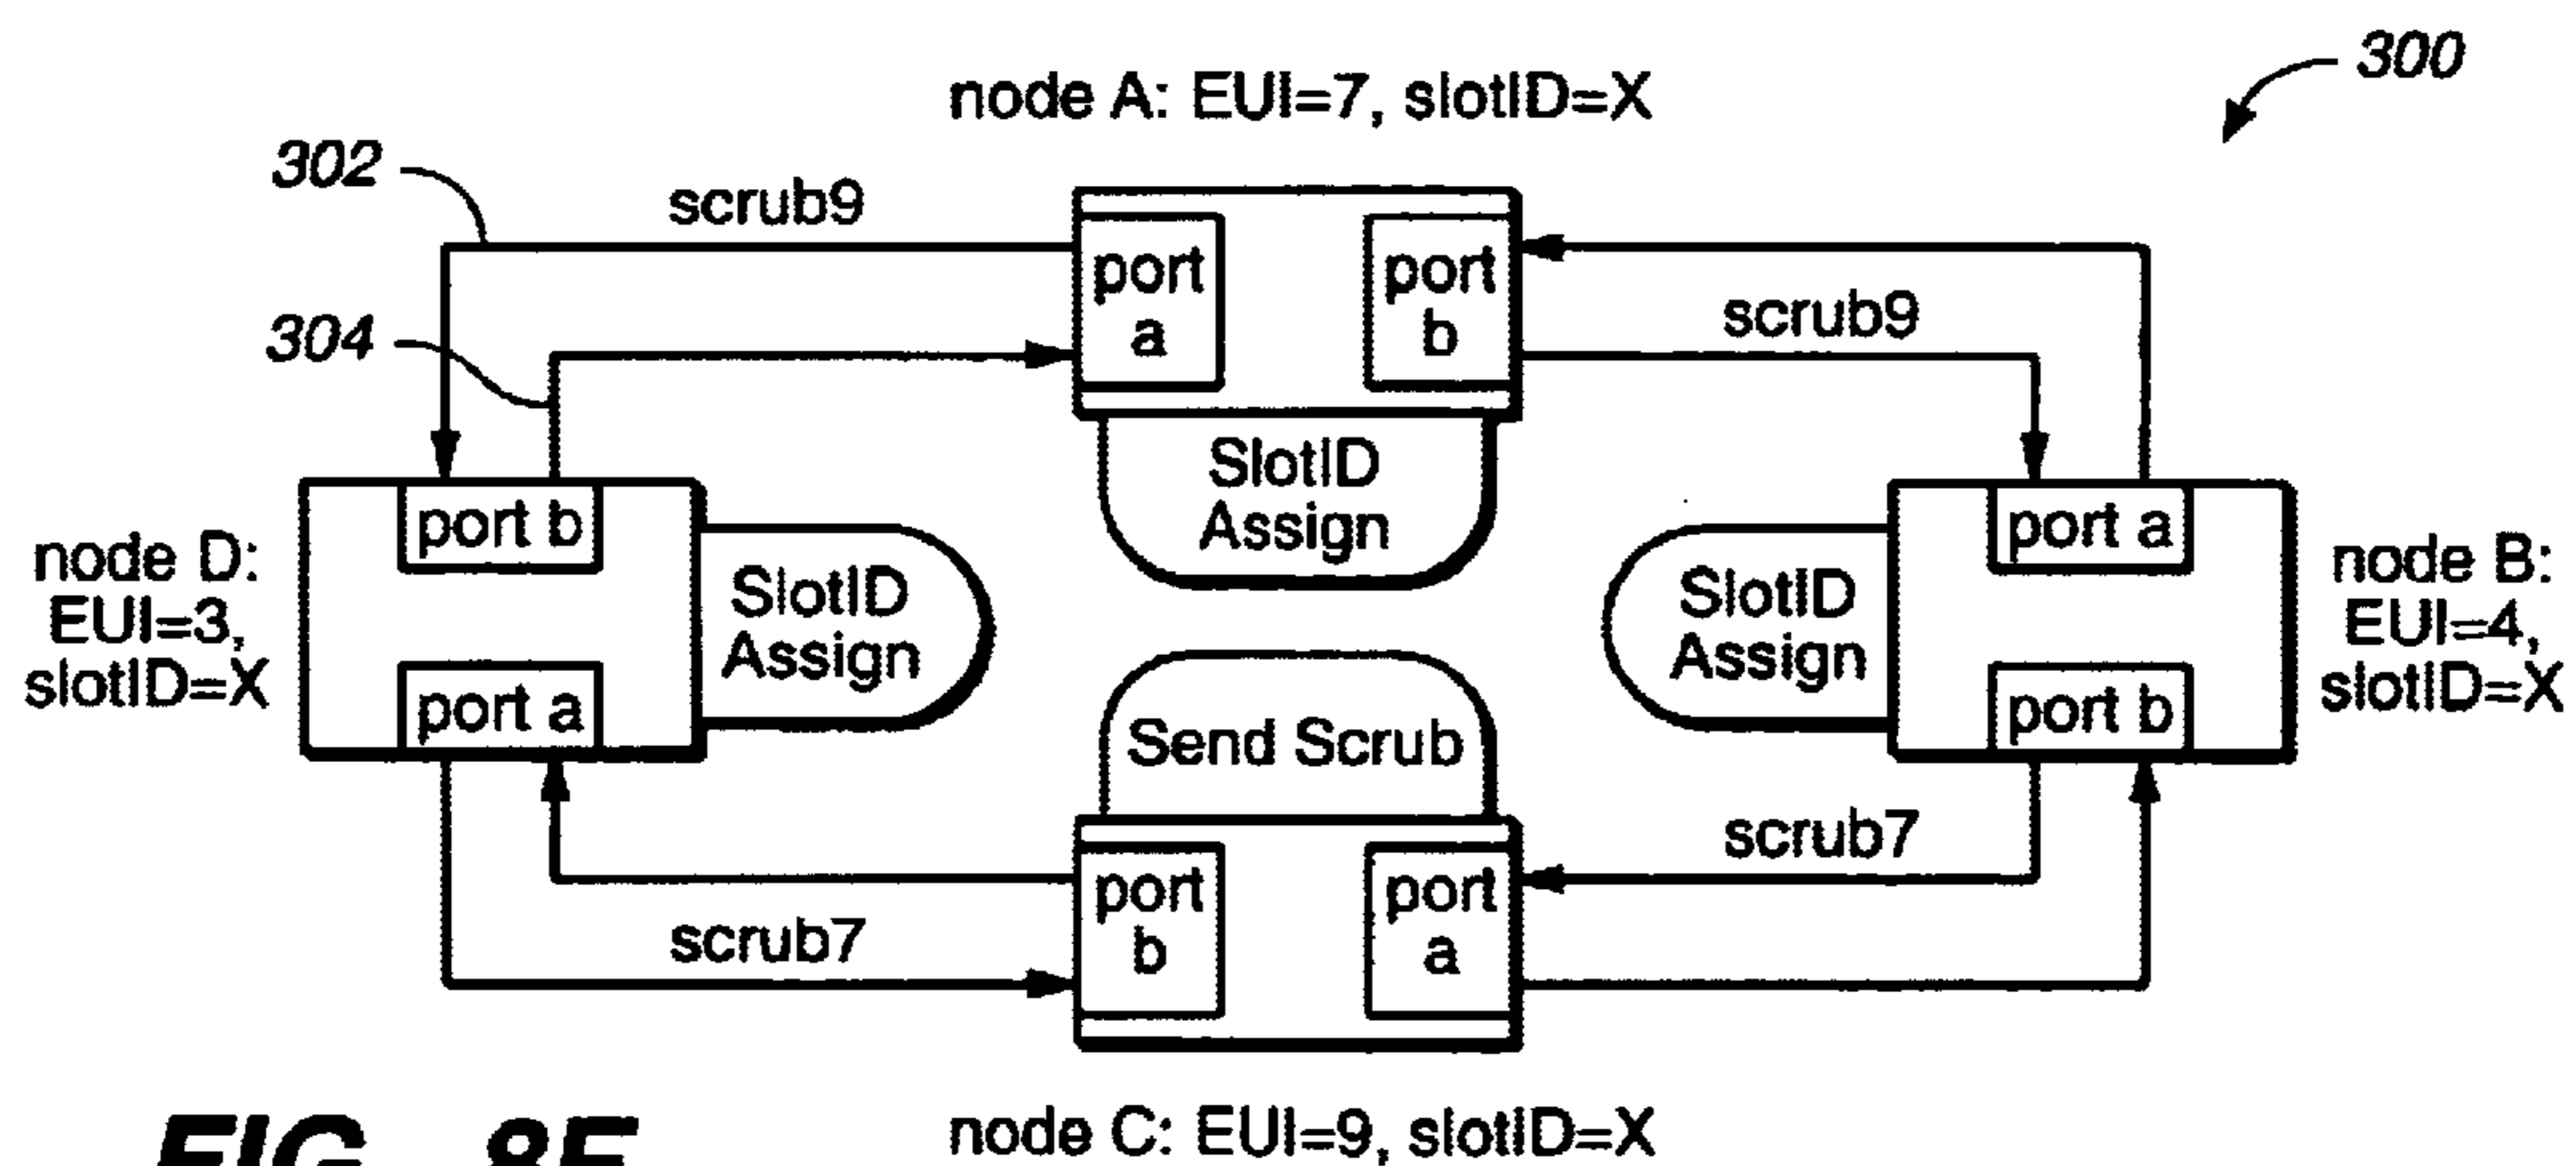 300
node A: EUI=7, slotID=X
302
scrub9
port
a
port
b
scrub9
304
SlotID
Assign
port b
port a
node D:
EUI=3,
slotID=X
SlotID
Assign
SlotID
Assign
node B:
EUI=4,
slotID=X
port a
port b
Send Scrub
scrub7
port
b
port
a
scrub7
node C: EUI=9, slotID=X